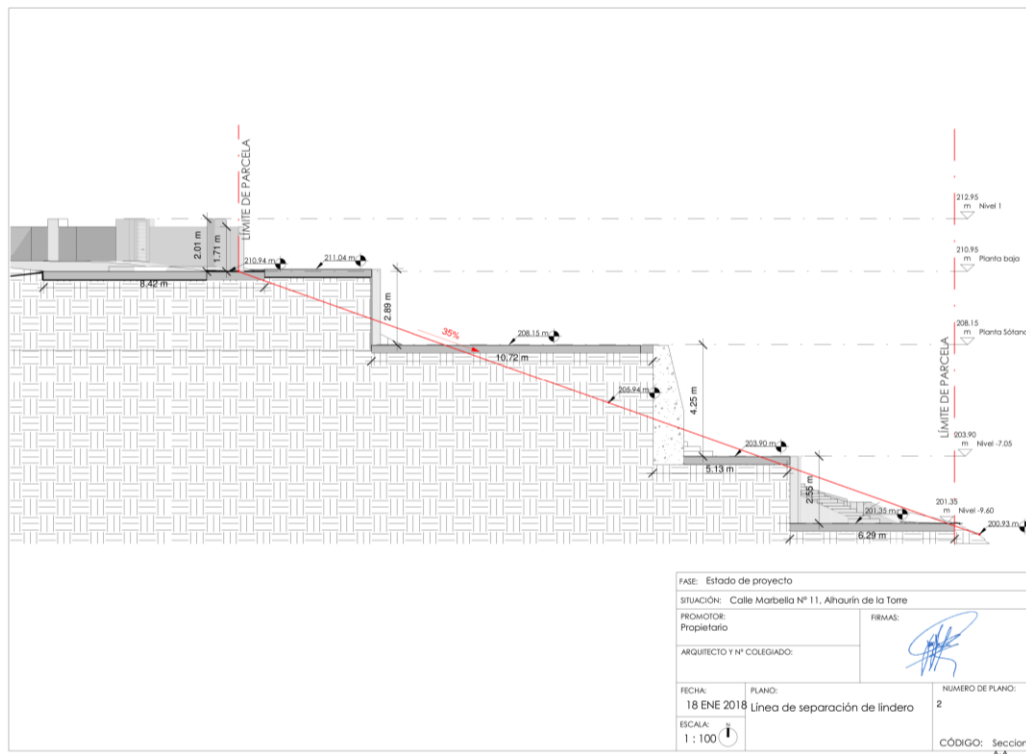 LÍMITE DE PARCELA
212.95
m Nivel 1
2.01 m
1.71 m
210.94 m
211.04 m
210.95
m Planta baja
8.42 m
2.89 m
35%
208.15 m
208.15
m Planta Sótano
10.72 m
LÍMITE DE PARCELA
205.94 m
4.25 m
203.90 m
203.90
m Nivel -7.05
5.13 m
2.55 m
201.35 m
201.35
m Nivel -9.60
200.93 m
6.29 m
FASE: Estado de proyecto
SITUACIÓN: Calle Marbella Nº 11, Alhaurín de la Torre
PROMOTOR:
Propietario
FIRMAS:
ARQUITECTO Y Nº COLEGIADO:
FECHA:
18 ENE 2018
PLANO:
Línea de separación de lindero
NUMERO DE PLANO:
2
ESCALA:
1 : 100
CÓDIGO: Seccion